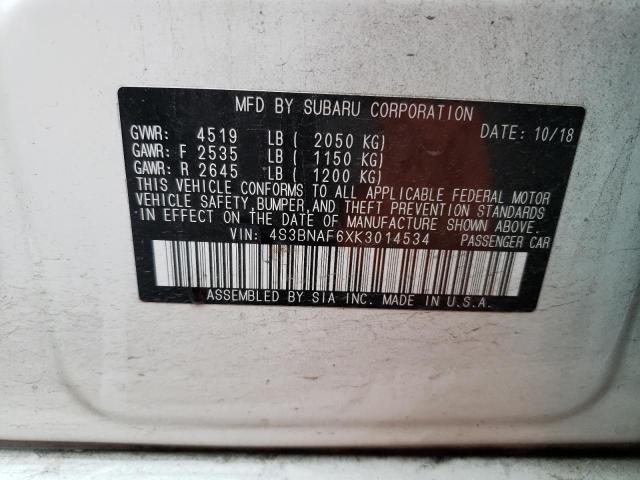 MFD BY SUBARU CORPORATION
GVWR: 4519 LB ( 2050 KG) DATE: 10/18
GAWR: F 2535 LB ( 1150 KG)
GAWR: R 2645 LB ( 1200 KG)
THIS VEHICLE CONFORMS TO ALL APPLICABLE FEDERAL MOTOR
VEHICLE SAFETY, BUMPER, AND THEFT PREVENTION STANDARDS
IN EFFECT ON THE DATE OF MANUFACTURE SHOWN ABOVE.
VIN: 4S3BNAF6XK3014534 PASSENGER CAR
ASSEMBLED BY SIA INC. MADE IN U.S.A.